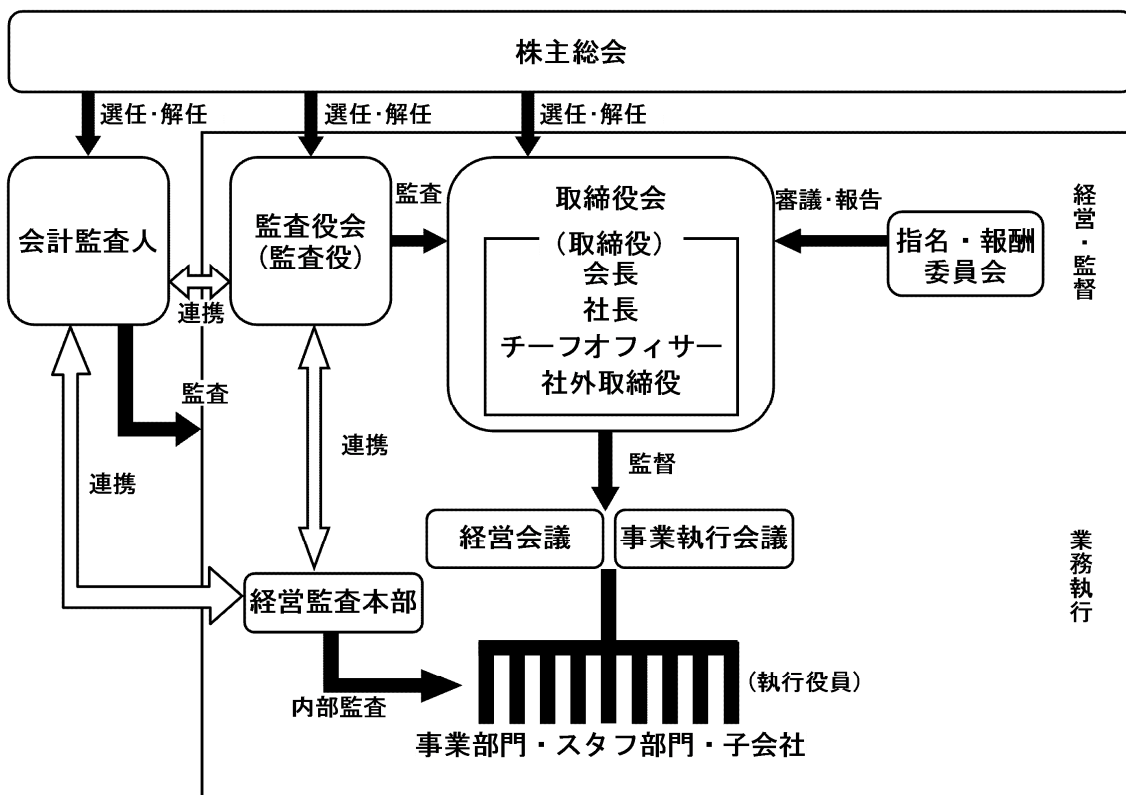 株主総会
選任・解任
選任・解任
選任・解任
会計監査人
監査役会
(監査役)
監査
取締役会
(取締役)
会長
社長
チーフオフィサー
社外取締役
審議・報告
指名・報酬
委員会
経営・監督
連携
監査
連携
連携
監督
経営会議
事業執行会議
業務執行
経営監査本部
内部監査
(執行役員)
事業部門・スタフ部門・子会社